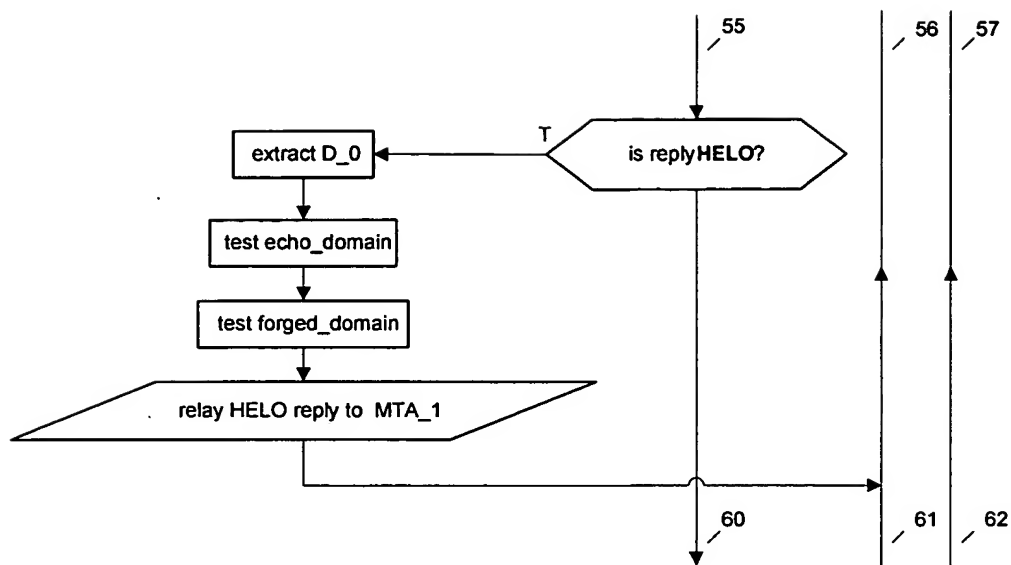 55
56
57
T
extract D_0
is replyHELO?
test echo_domain
test forged_domain
relay HELO reply to MTA_1
60
61
62